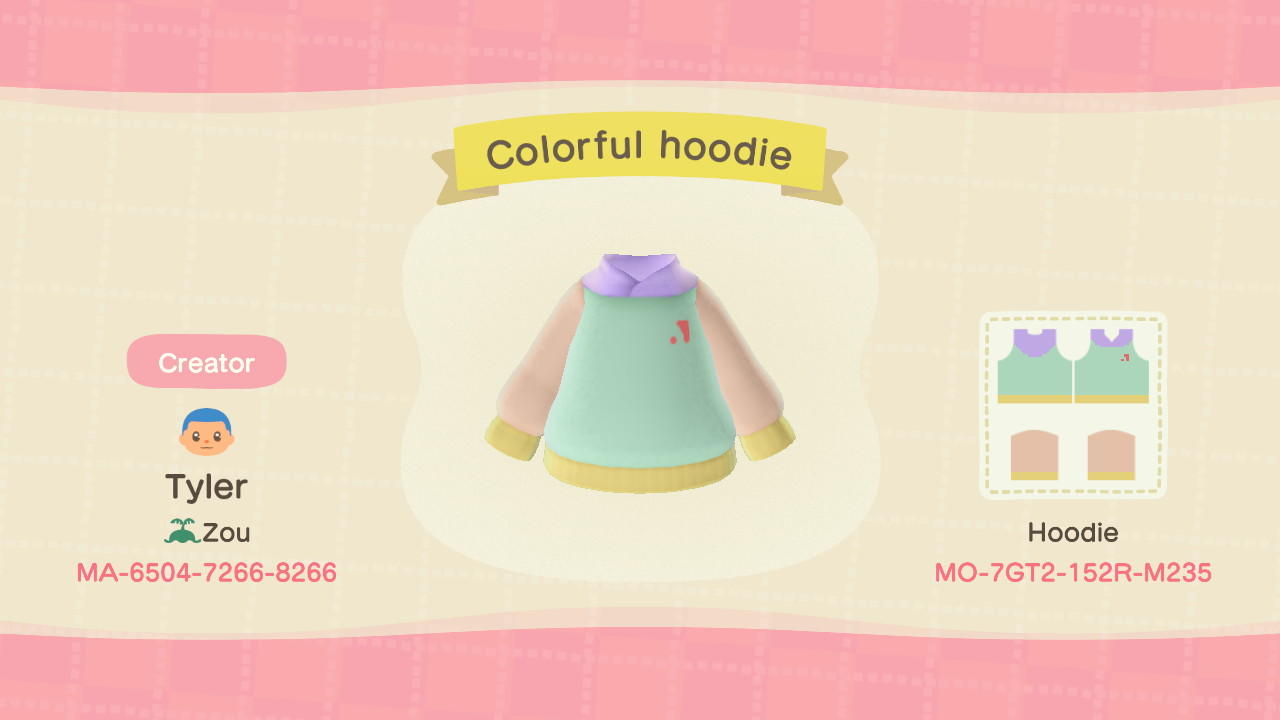 Colorful hoodie
Creator
Tyler
Zou
MA-6504-7266-8266
Hoodie
MO-7GT2-152R-M235